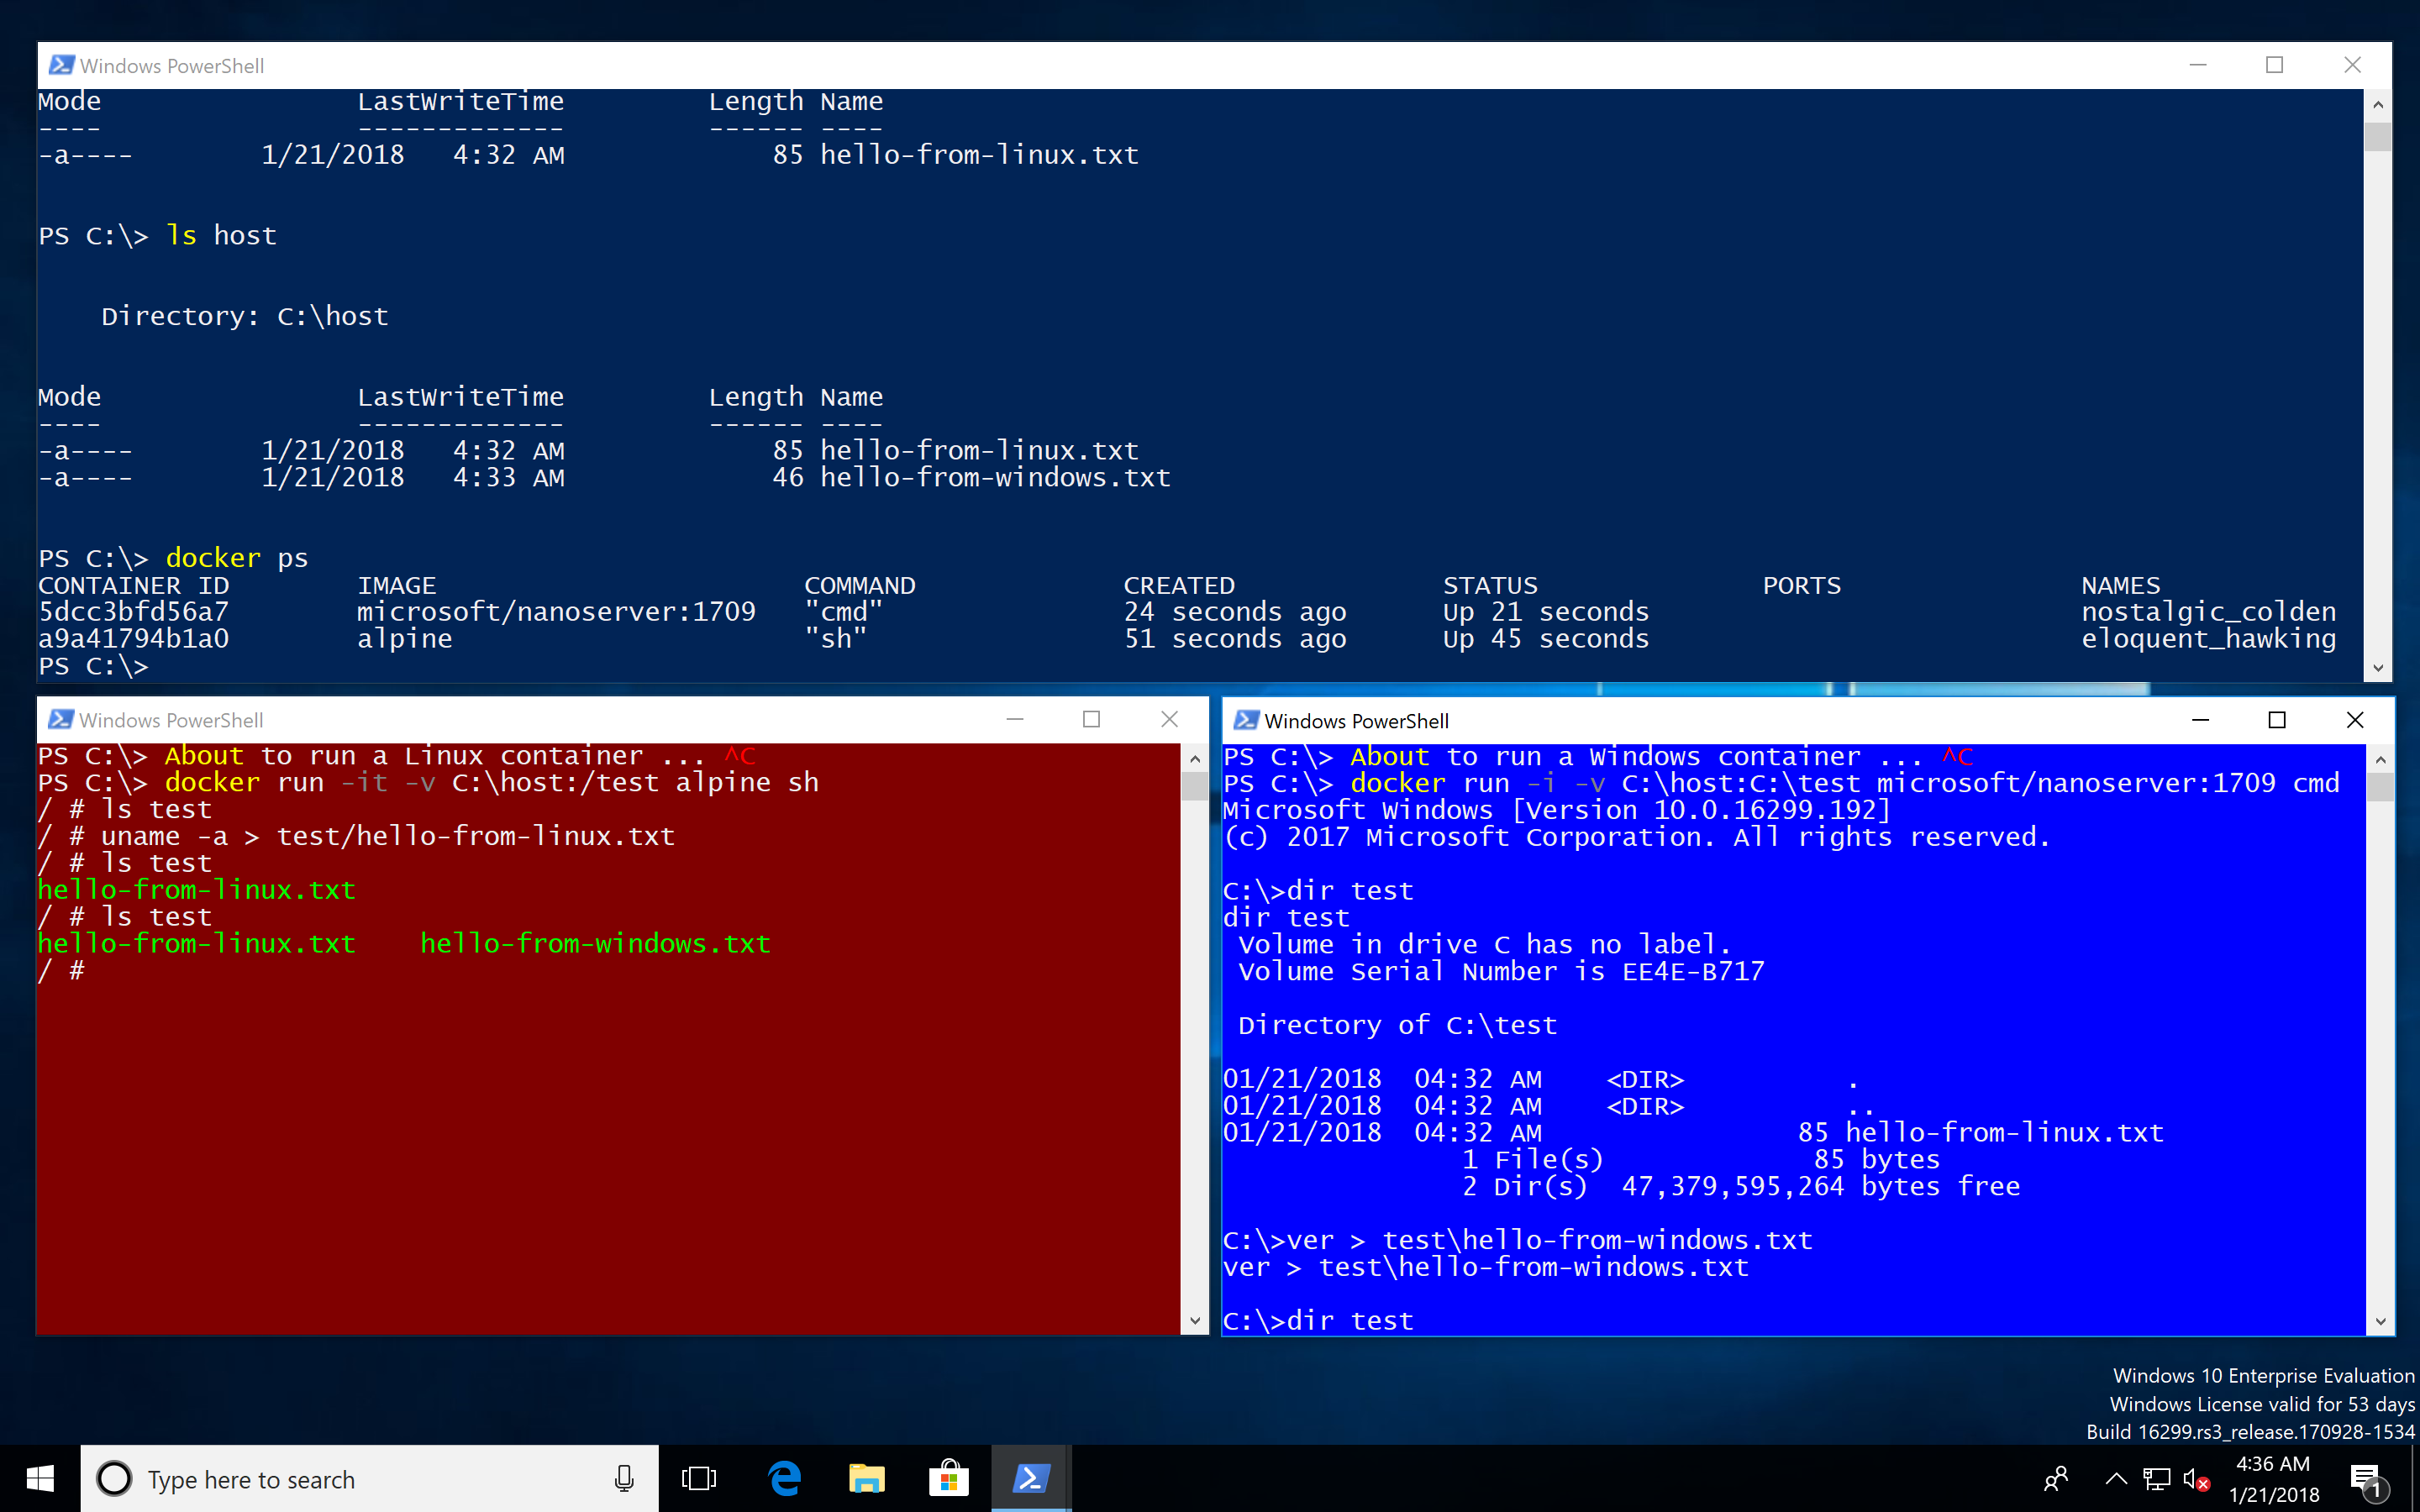 Windows PowerShell
Mode                LastWriteTime         Length Name
----                -------------         ------ ----
-a----        1/21/2018   4:32 AM             85 hello-from-linux.txt
PS C:\> ls host
    Directory: C:\host
Mode                LastWriteTime         Length Name
----                -------------         ------ ----
-a----        1/21/2018   4:32 AM             85 hello-from-linux.txt
-a----        1/21/2018   4:33 AM             46 hello-from-windows.txt
PS C:\> docker ps
CONTAINER ID        IMAGE                       COMMAND             CREATED             STATUS              PORTS               NAMES
5dcc3bfd56a7        microsoft/nanoserver:1709   "cmd"               24 seconds ago      Up 21 seconds                           nostalgic_colden
a9a41794b1a0        alpine                      "sh"                51 seconds ago      Up 45 seconds                           eloquent_hawking
PS C:\>
Windows PowerShell
PS C:\> About to run a Linux container ... ^C
PS C:\> docker run -it -v C:\host:/test alpine sh
/ # ls test
/ # uname -a > test/hello-from-linux.txt
/ # ls test
hello-from-linux.txt
/ # ls test
hello-from-linux.txt    hello-from-windows.txt
/ #
Windows PowerShell
PS C:\> About to run a Windows container ... ^C
PS C:\> docker run -i -v C:\host:C:\test microsoft/nanoserver:1709 cmd
Microsoft Windows [Version 10.0.16299.192]
(c) 2017 Microsoft Corporation. All rights reserved.
C:\>dir test
dir test
 Volume in drive C has no label.
 Volume Serial Number is EE4E-B717
 Directory of C:\test
01/21/2018  04:32 AM    <DIR>          .
01/21/2018  04:32 AM    <DIR>          ..
01/21/2018  04:32 AM                85 hello-from-linux.txt
               1 File(s)             85 bytes
               2 Dir(s)  47,379,595,264 bytes free
C:\>ver > test\hello-from-windows.txt
ver > test\hello-from-windows.txt
C:\>dir test
Windows 10 Enterprise Evaluation
Windows License valid for 53 days
Build 16299.rs3_release.170928-1534
Type here to search
4:36 AM
1/21/2018
1